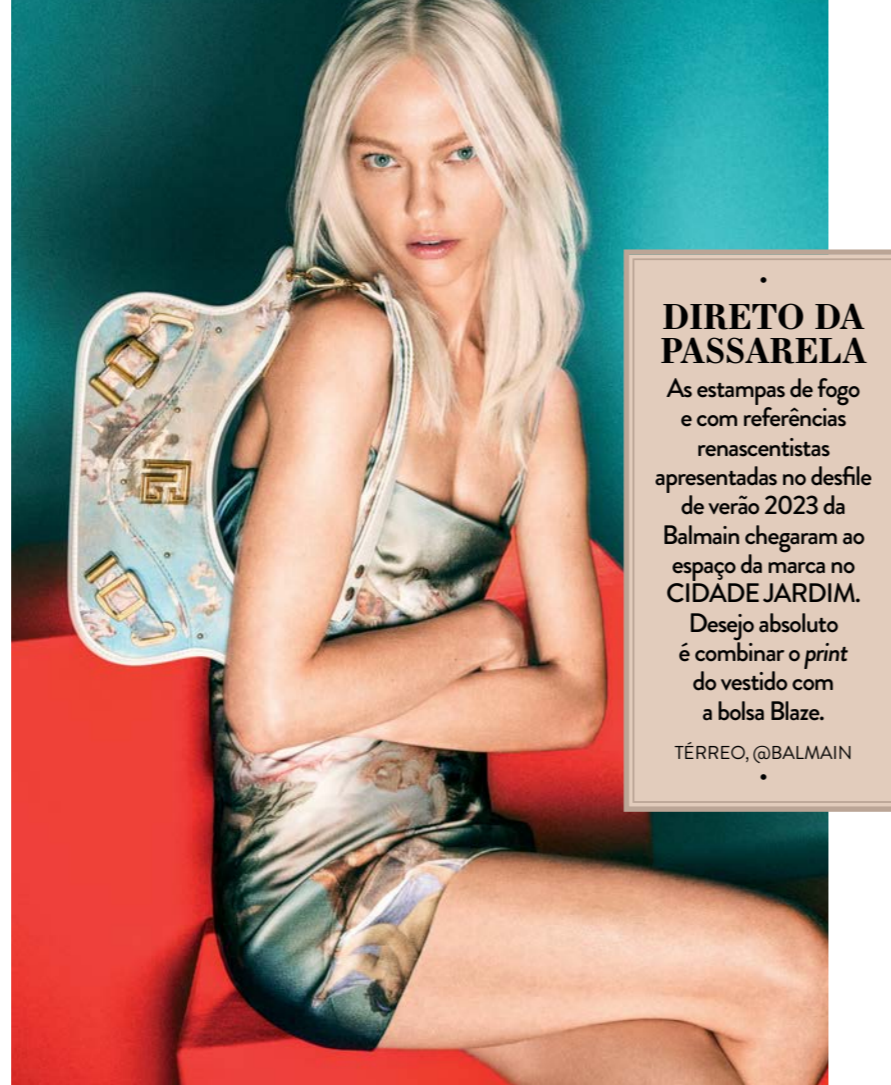 DIRETO DA
PASSARELA
As estampas de fogo
e com referências
renascentistas
apresentadas no desfile
de verão 2023 da
Balmain chegaram ao
espaço da marca no
CIDADE JARDIM.
Desejo absoluto
é combinar o print
do vestido com
a bolsa Blaze.
TÉRREO, @BALMAIN